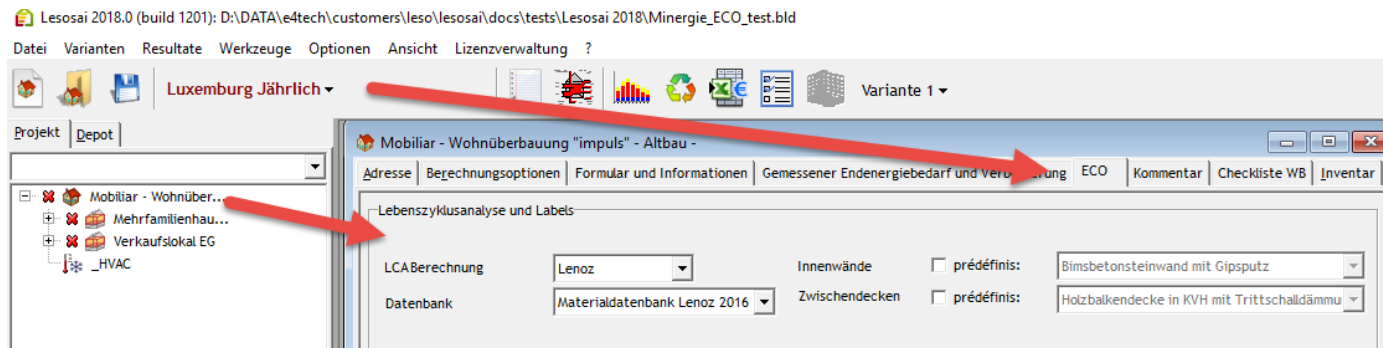 Lesosai 2018.0 (build 1201): D:\DATA\e4tech\customers\leso\lesosai\docs\tests\Lesosai 2018\Minergie_ECO_test.bld
Datei Varianten Resultate Werkzeuge Optionen Ansicht Lizenzverwaltung ?
Luxemburg Jährlich
Variante 1
Projekt Depot
Mobiliar - Wohnüber...
Mehrfamilienhau...
Verkaufslokal EG
_HVAC
Mobiliar - Wohnüberbauung "impuls" - Altbau -
Adresse Berechnungsoptionen Formular und Informationen Gemessener Endenergiebedarf und ECO Kommentar Checkliste WB Inventar
Lebenszyklusanalyse und Labels
LCABerechnung Lenoz Innenwände prédéfinis: Bimsbetonsteinwand mit Gipsputz
Datenbank Materialdatenbank Lenoz 2016 Zwischendecken prédéfinis: Holzbalkendecke in KVH mit Trittschalldämmu